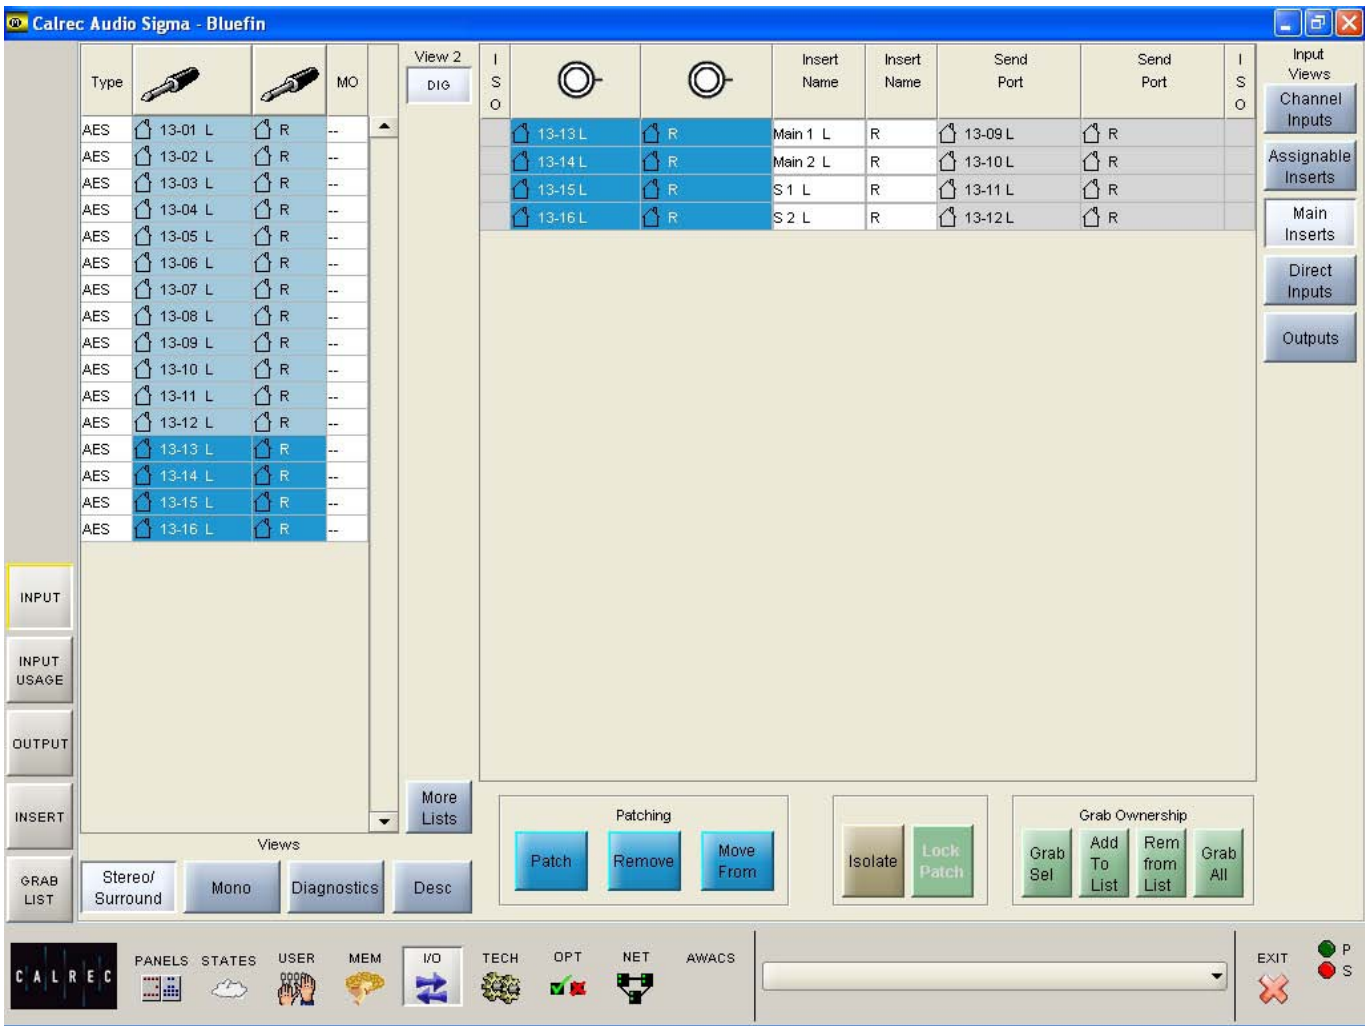 Calrec Audio Sigma - Bluefin
Type MO
AES 13-01 L R --
AES 13-02 L R --
AES 13-03 L R --
AES 13-04 L R --
AES 13-05 L R --
AES 13-06 L R --
AES 13-07 L R --
AES 13-08 L R --
AES 13-09 L R --
AES 13-10 L R --
AES 13-11 L R --
AES 13-12 L R --
AES 13-13 L R --
AES 13-14 L R --
AES 13-15 L R --
AES 13-16 L R --
View 2
DIG
I
S
O
Insert
Name
Insert
Name
Send
Port
Send
Port
I
S
O
13-13 L R Main 1 L R 13-09 L R
13-14 L R Main 2 L R 13-10 L R
13-15 L R S 1 L R 13-11 L R
13-16 L R S 2 L R 13-12 L R
Input
Views
Channel
Inputs
Assignable
Inserts
Main
Inserts
Direct
Inputs
Outputs
INPUT
INPUT
USAGE
OUTPUT
INSERT
GRAB
LIST
Views
Stereo/
Surround
Mono
Diagnostics
More
Lists
Desc
Patching
Patch
Remove
Move
From
Isolate
Lock
Patch
Grab Ownership
Grab
Sel
Add
To
List
Rem
from
List
Grab
All
CALREC
PANELS
STATES
USER
MEM
I/O
TECH
OPT
NET
AWACS
EXIT
P
S